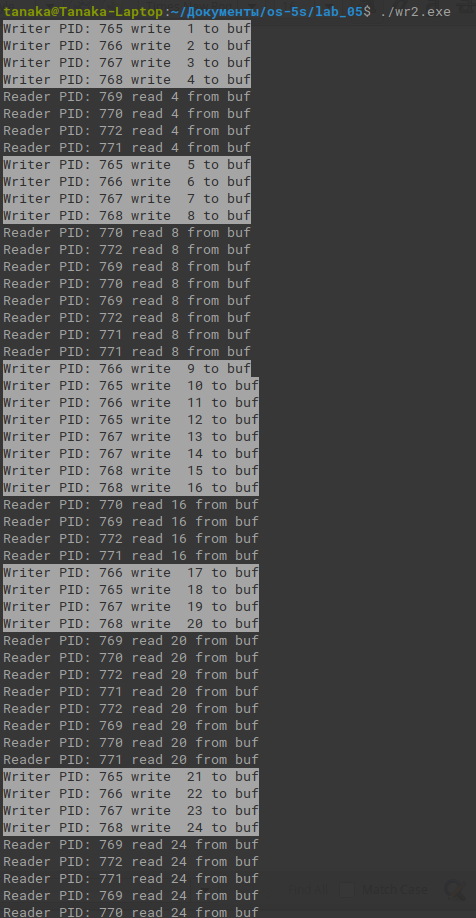 tanaka@Tanaka-Laptop:~/Документы/os-5s/lab_05$ ./wr2.exe
Writer PID: 765 write  1 to buf
Writer PID: 766 write  2 to buf
Writer PID: 767 write  3 to buf
Writer PID: 768 write  4 to buf
Reader PID: 769 read 4 from buf
Reader PID: 770 read 4 from buf
Reader PID: 772 read 4 from buf
Reader PID: 771 read 4 from buf
Writer PID: 765 write  5 to buf
Writer PID: 766 write  6 to buf
Writer PID: 767 write  7 to buf
Writer PID: 768 write  8 to buf
Reader PID: 770 read 8 from buf
Reader PID: 772 read 8 from buf
Reader PID: 769 read 8 from buf
Reader PID: 770 read 8 from buf
Reader PID: 769 read 8 from buf
Reader PID: 772 read 8 from buf
Reader PID: 771 read 8 from buf
Reader PID: 771 read 8 from buf
Writer PID: 766 write  9 to buf
Writer PID: 765 write  10 to buf
Writer PID: 766 write  11 to buf
Writer PID: 765 write  12 to buf
Writer PID: 767 write  13 to buf
Writer PID: 767 write  14 to buf
Writer PID: 768 write  15 to buf
Writer PID: 768 write  16 to buf
Reader PID: 770 read 16 from buf
Reader PID: 769 read 16 from buf
Reader PID: 772 read 16 from buf
Reader PID: 771 read 16 from buf
Writer PID: 766 write  17 to buf
Writer PID: 765 write  18 to buf
Writer PID: 767 write  19 to buf
Writer PID: 768 write  20 to buf
Reader PID: 769 read 20 from buf
Reader PID: 770 read 20 from buf
Reader PID: 772 read 20 from buf
Reader PID: 771 read 20 from buf
Reader PID: 772 read 20 from buf
Reader PID: 769 read 20 from buf
Reader PID: 770 read 20 from buf
Reader PID: 771 read 20 from buf
Writer PID: 765 write  21 to buf
Writer PID: 766 write  22 to buf
Writer PID: 767 write  23 to buf
Writer PID: 768 write  24 to buf
Reader PID: 769 read 24 from buf
Reader PID: 772 read 24 from buf
Reader PID: 771 read 24 from buf
Reader PID: 769 read 24 from buf
Match Case
Reader PID: 770 read 24 from buf